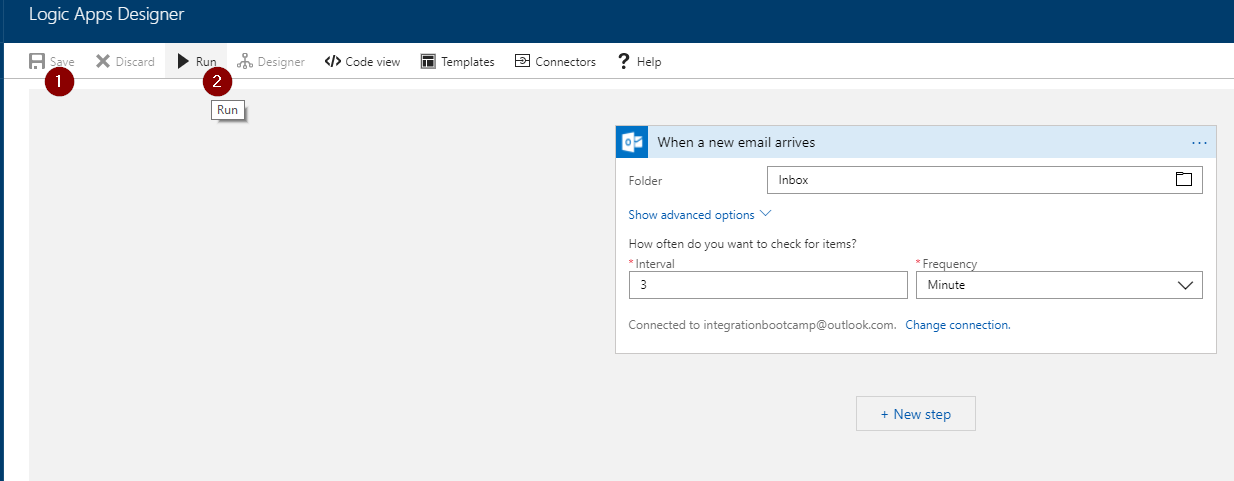 Logic Apps Designer
Save Discard Run Designer Code view Templates Connectors Help
1 2
Run
When a new email arrives
Folder Inbox
Show advanced options
How often do you want to check for items?
*Interval *Frequency
3 Minute
Connected to integrationbootcamp@outlook.com. Change connection.
+ New step